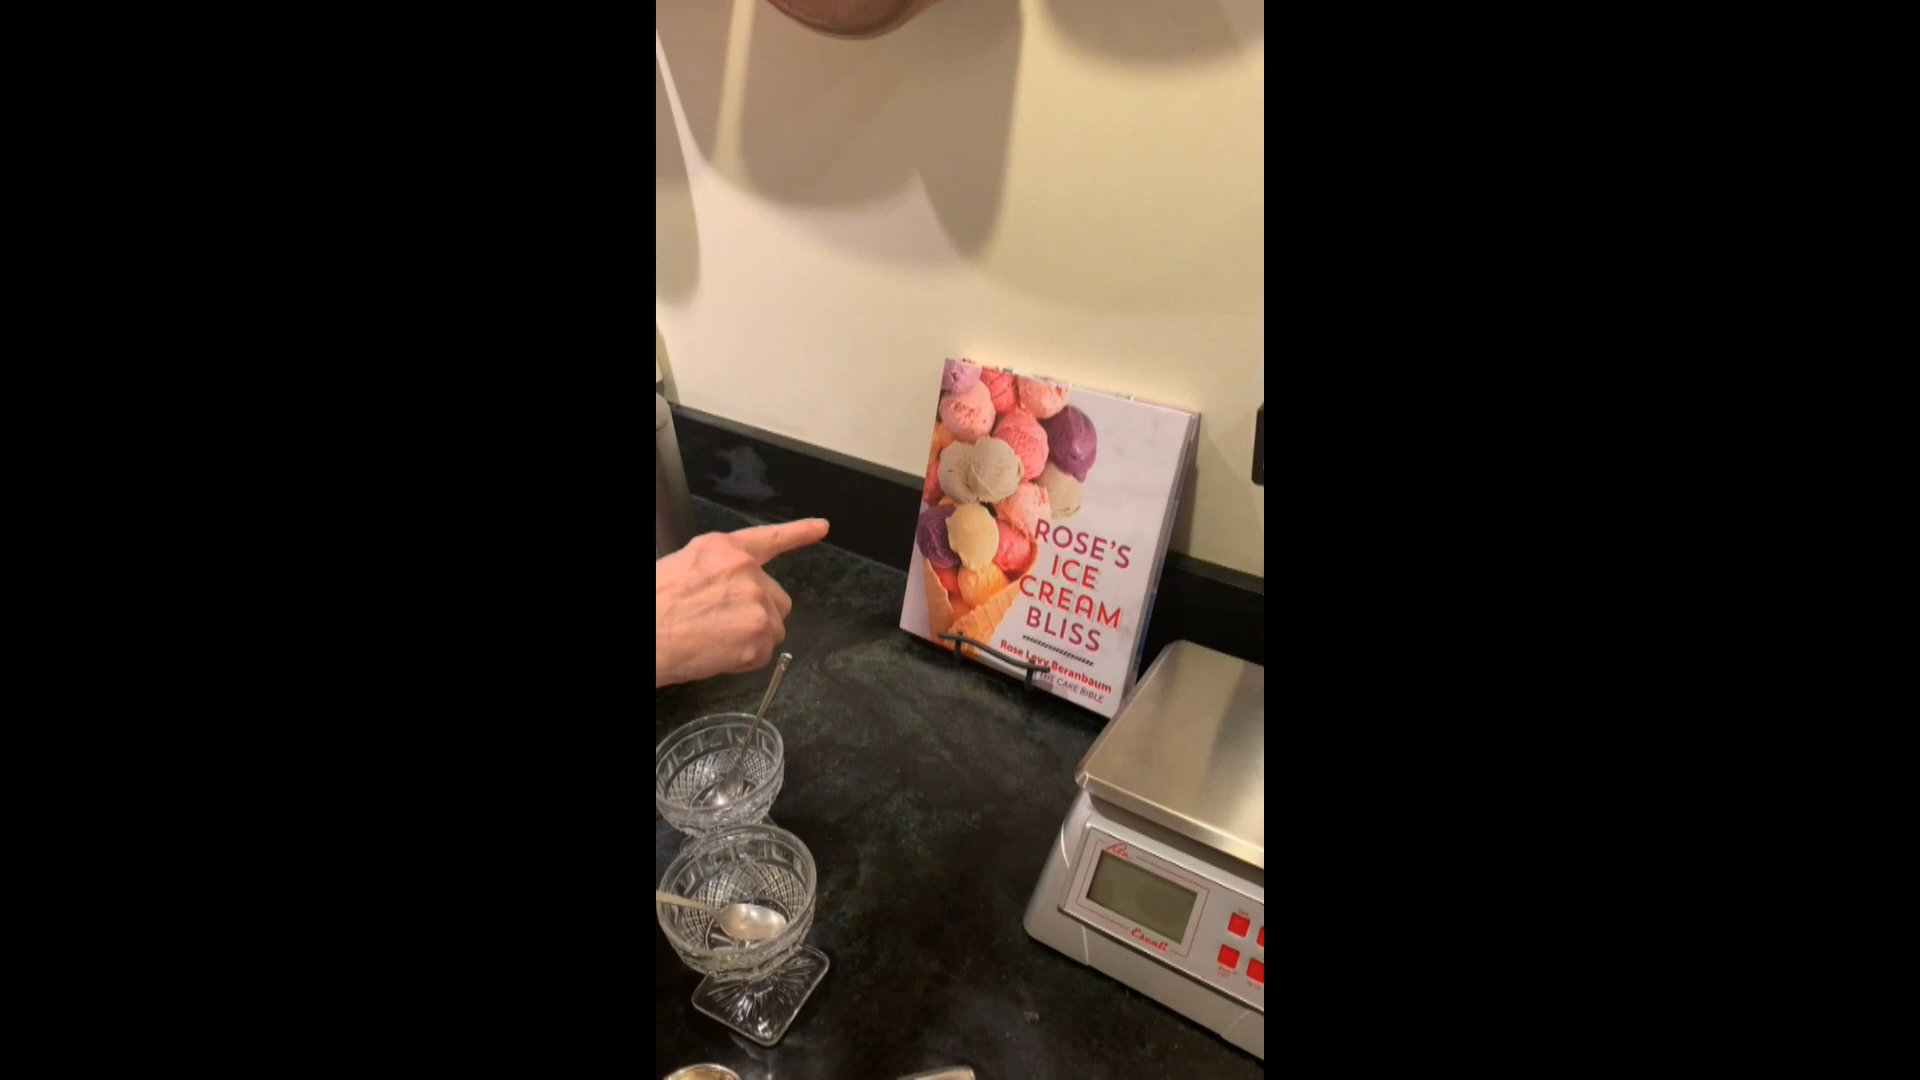 ROSE'S
ICE
CREAM
BLISS
Rose Levy Beranbaum
THE CAKE BIBLE
Escali